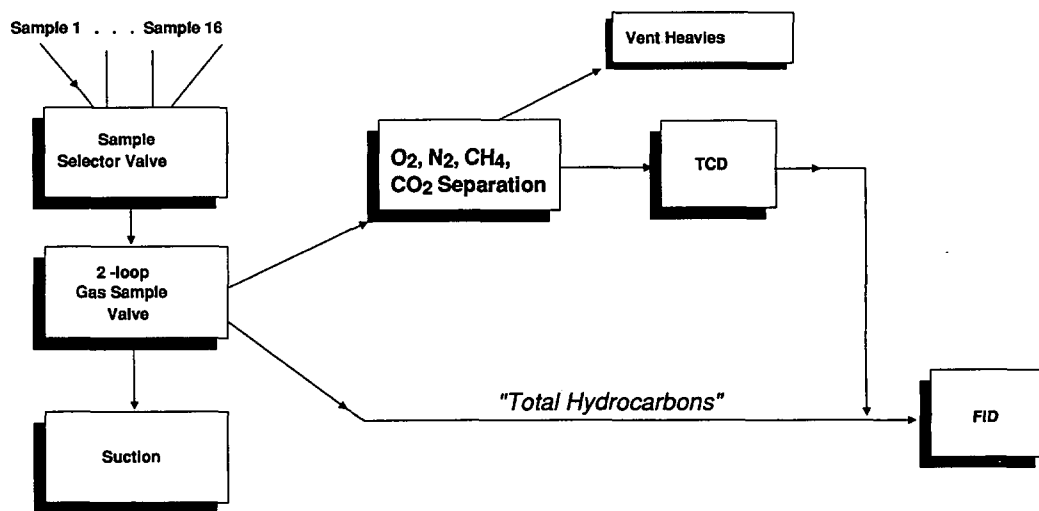 Sample 1 . . . Sample 16
Vent Heavies
Sample
Selector Valve
O2, N2, CH4,
CO2 Separation
TCD
2 -loop
Gas Sample
Valve
"Total Hydrocarbons"
FID
Suction